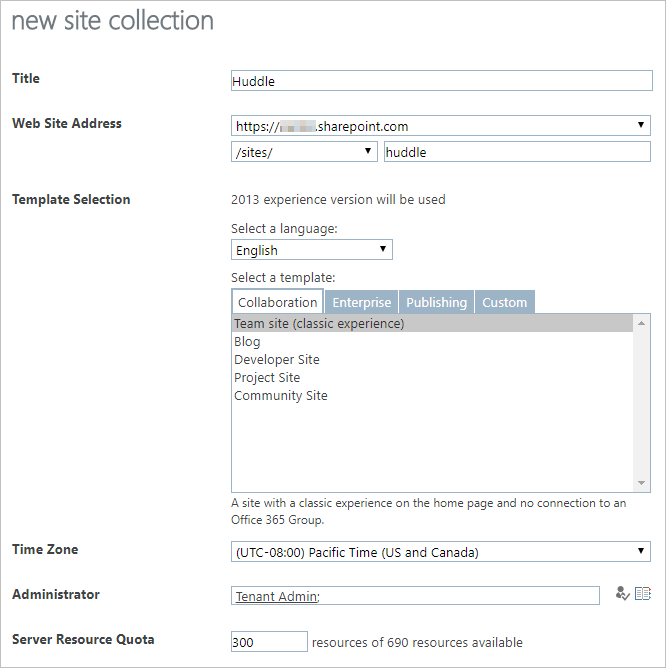 new site collection
Title
Huddle
Web Site Address
https:// .sharepoint.com
/sites/ huddle
Template Selection
2013 experience version will be used
Select a language:
English
Select a template:
Collaboration Enterprise Publishing Custom
Team site (classic experience)
Blog
Developer Site
Project Site
Community Site
A site with a classic experience on the home page and no connection to an
Office 365 Group.
Time Zone
(UTC-08:00) Pacific Time (US and Canada)
Administrator
Tenant Admin;
Server Resource Quota
300 resources of 690 resources available